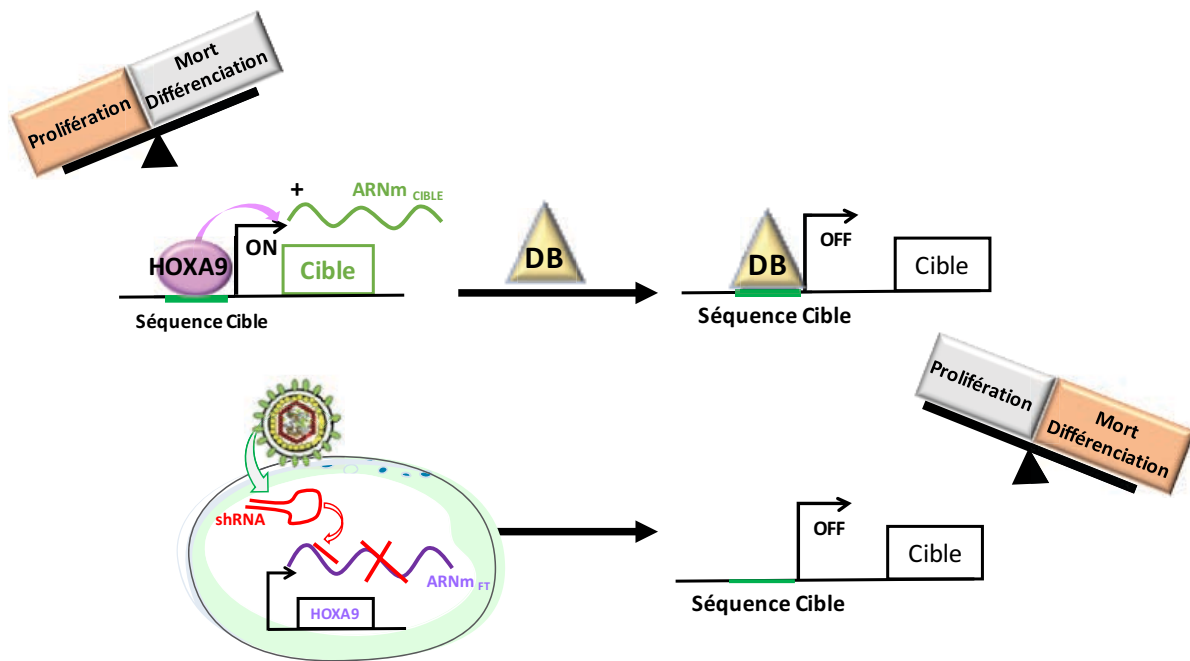 Mort
Différenciation
Prolifération
+
ARNm CIBLE
ON
HOXA9
Cible
Séquence Cible
DB
OFF
DB
Cible
Séquence Cible
Prolifération
Mort
Différenciation
shRNA
ARNm FT
HOXA9
OFF
Cible
Séquence Cible